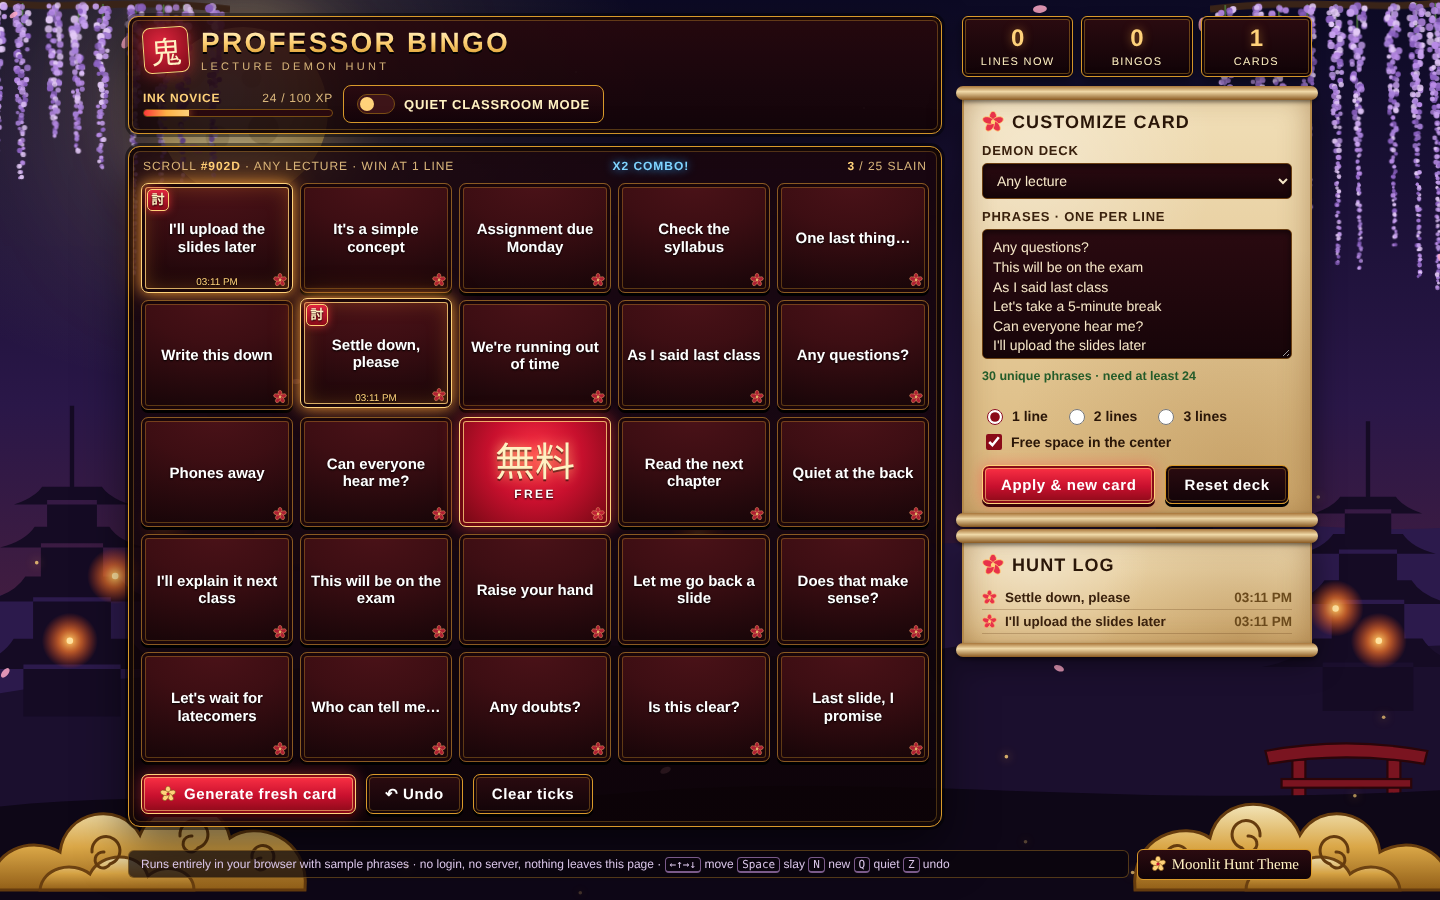 鬼
PROFESSOR BINGO
LECTURE DEMON HUNT
INK NOVICE 24 / 100 XP
QUIET CLASSROOM MODE
0
LINES NOW
0
BINGOS
1
CARDS
SCROLL #902D · ANY LECTURE · WIN AT 1 LINE
X2 COMBO!
3 / 25 SLAIN
討
I'll upload the
slides later
03:11 PM
It's a simple
concept
Assignment due
Monday
Check the
syllabus
One last thing…
Write this down
討
Settle down,
please
03:11 PM
We're running out
of time
As I said last class
Any questions?
Phones away
Can everyone
hear me?
無料
FREE
Read the next
chapter
Quiet at the back
I'll explain it next
class
This will be on the
exam
Raise your hand
Let me go back a
slide
Does that make
sense?
Let's wait for
latecomers
Who can tell me…
Any doubts?
Is this clear?
Last slide, I
promise
Generate fresh card
↶ Undo
Clear ticks
CUSTOMIZE CARD
DEMON DECK
Any lecture
PHRASES · ONE PER LINE
Any questions?
This will be on the exam
As I said last class
Let's take a 5-minute break
Can everyone hear me?
I'll upload the slides later
30 unique phrases · need at least 24
1 line
2 lines
3 lines
Free space in the center
Apply & new card
Reset deck
HUNT LOG
Settle down, please 03:11 PM
I'll upload the slides later 03:11 PM
Runs entirely in your browser with sample phrases · no login, no server, nothing leaves this page · ←↑→↓ move Space slay N new Q quiet Z undo
Moonlit Hunt Theme